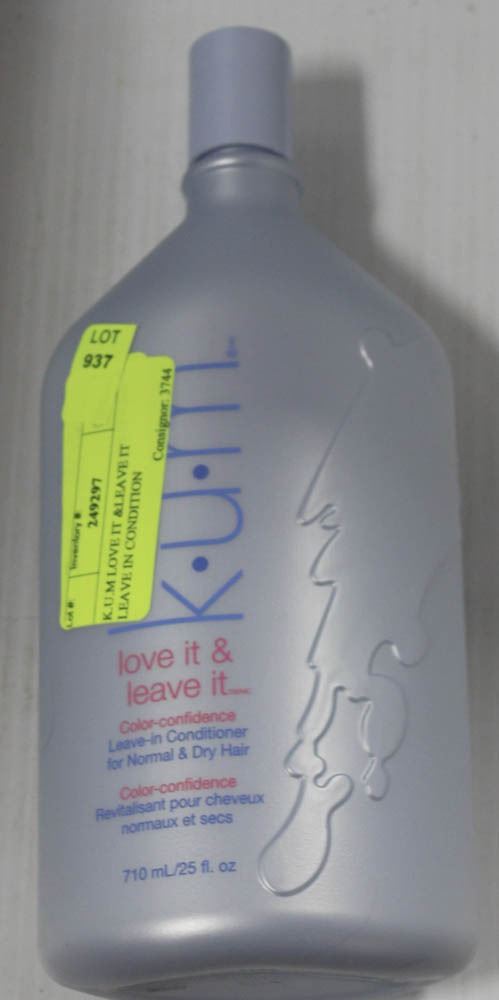 LOT
937
Lot #:
Inventory #:
249297
K.U.M LOVE IT &LEAVE IT
LEAVE IN CONDITION
Consignor: 3744
k•u•m
love it &
leave it
Color-confidence
Leave-in Conditioner
for Normal & Dry Hair
Color-confidence
Revitalisant pour cheveux
normaux et secs
710 mL/25 fl. oz